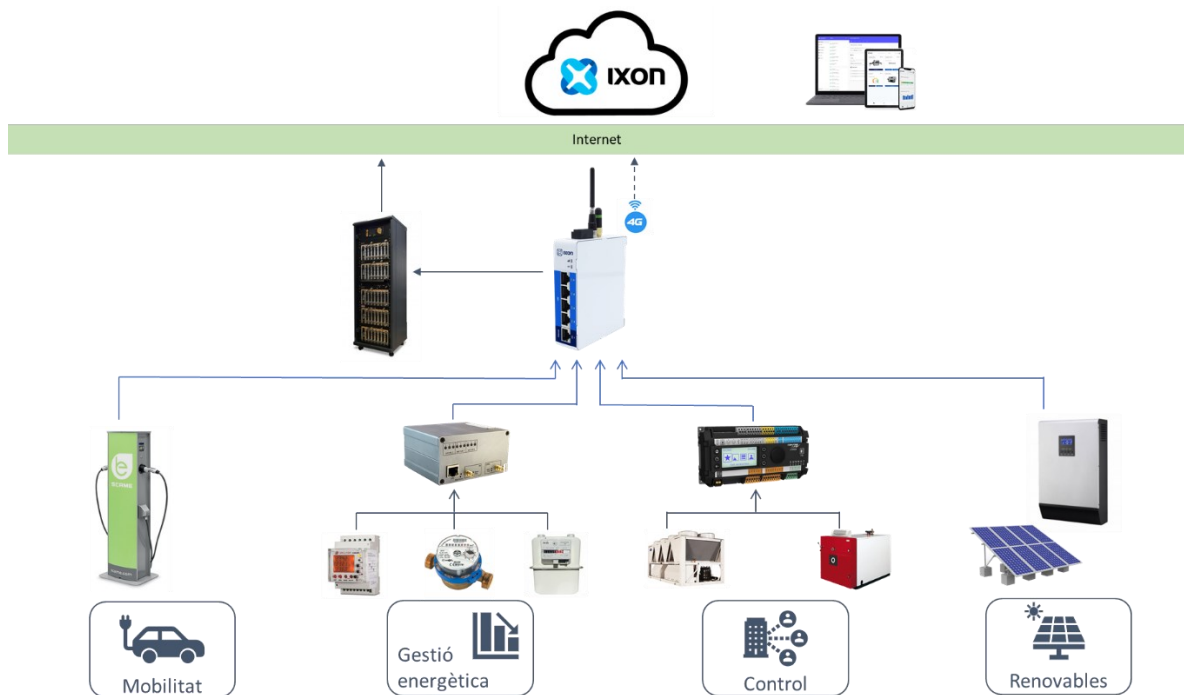 IXON
Internet
4G
IXON
Mobilitat
Gestió
energètica
Control
Renovables